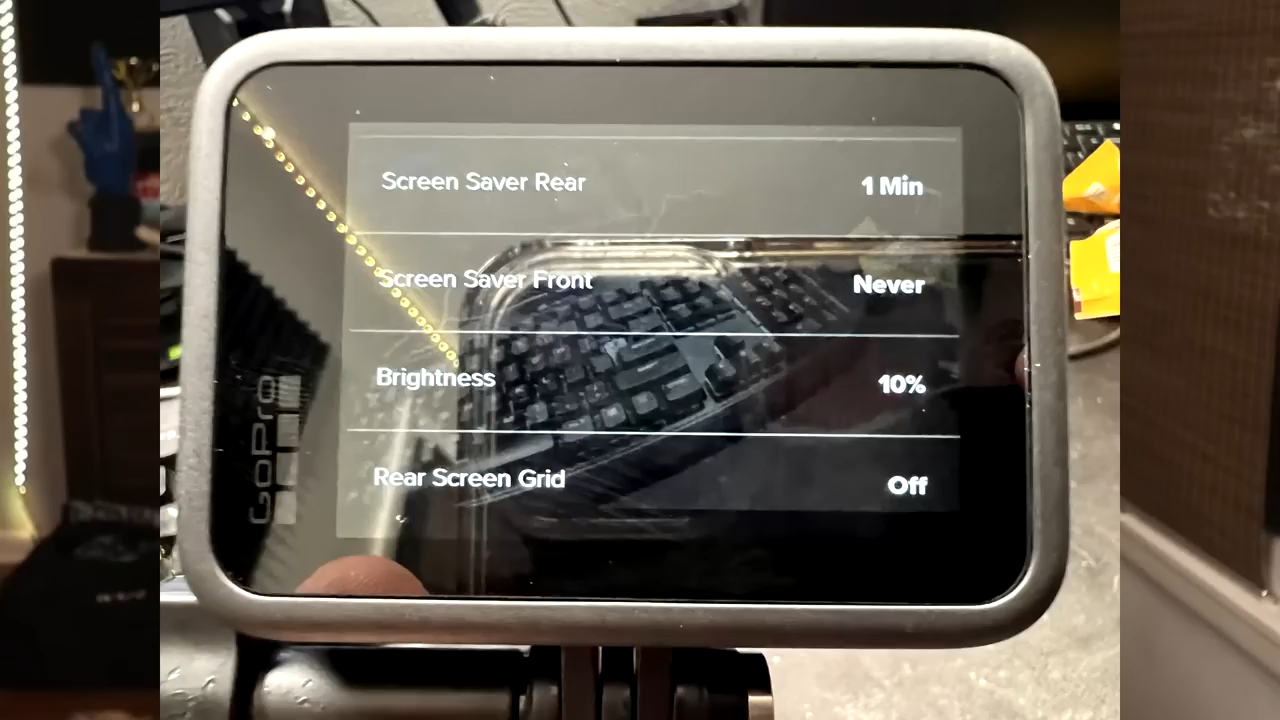 Screen Saver Rear 1 Min
Screen Saver Front Never
Brightness 10%
Rear Screen Grid Off
GoPro